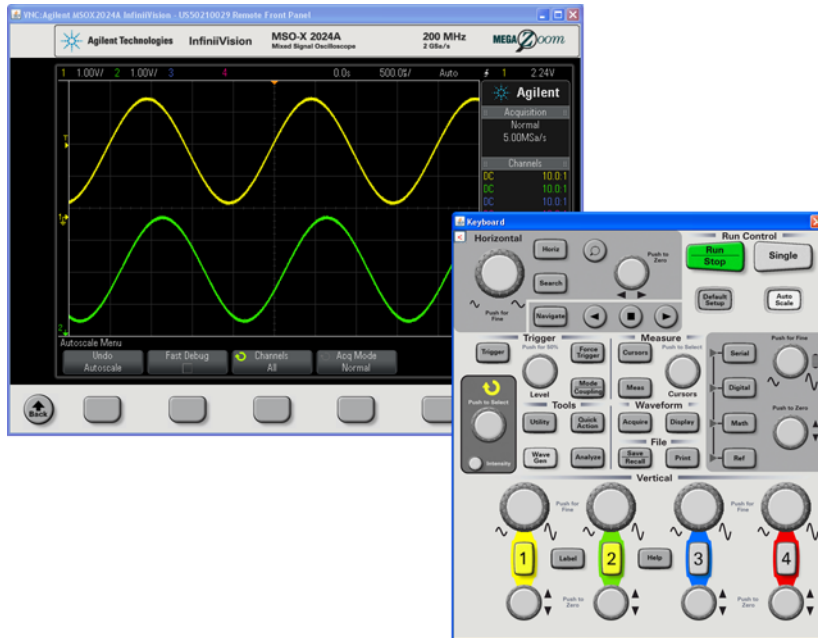 VNC:Agilent MSOX2024A InfiniiVision - US50210029 Remote Front Panel
Agilent Technologies InfiniiVision MSO-X 2024A 200 MHz MEGA Zoom
Mixed Signal Oscilloscope 2 GSa/s
1 1.00V/ 2 1.00V/ 3 4 0.0s 500.0%/ Auto 1 2.24V
Agilent
Acquisition
Normal
5.00MSa/s
Channels
DC 10.0:1
DC 10.0:1
DC 10.0:1
T
1
2
Autoscale Menu
Undo Autoscale
Fast Debug
Channels All
Acq Mode Normal
Back
Keyboard
Horizontal
Horiz
Push to Zero
Search
Push for Fine
Navigate
Run Control
Run Stop
Single
Default Setup
Auto Scale
Trigger
Trigger
Push for 50%
Force Trigger
Level
Mode Coupling
Measure
Cursors
Push to Select
Meas
Cursors
Push to Select
Intensity
Tools
Utility
Quick Action
Wave Gen
Analyze
Waveform
Acquire
Display
File
Save Recall
Print
Serial
Digital
Math
Ref
Push for Fine
Push to Zero
Vertical
Push for Fine
Push for Fine
1
Label
2
Help
3
4
Push to Zero
Push to Zero